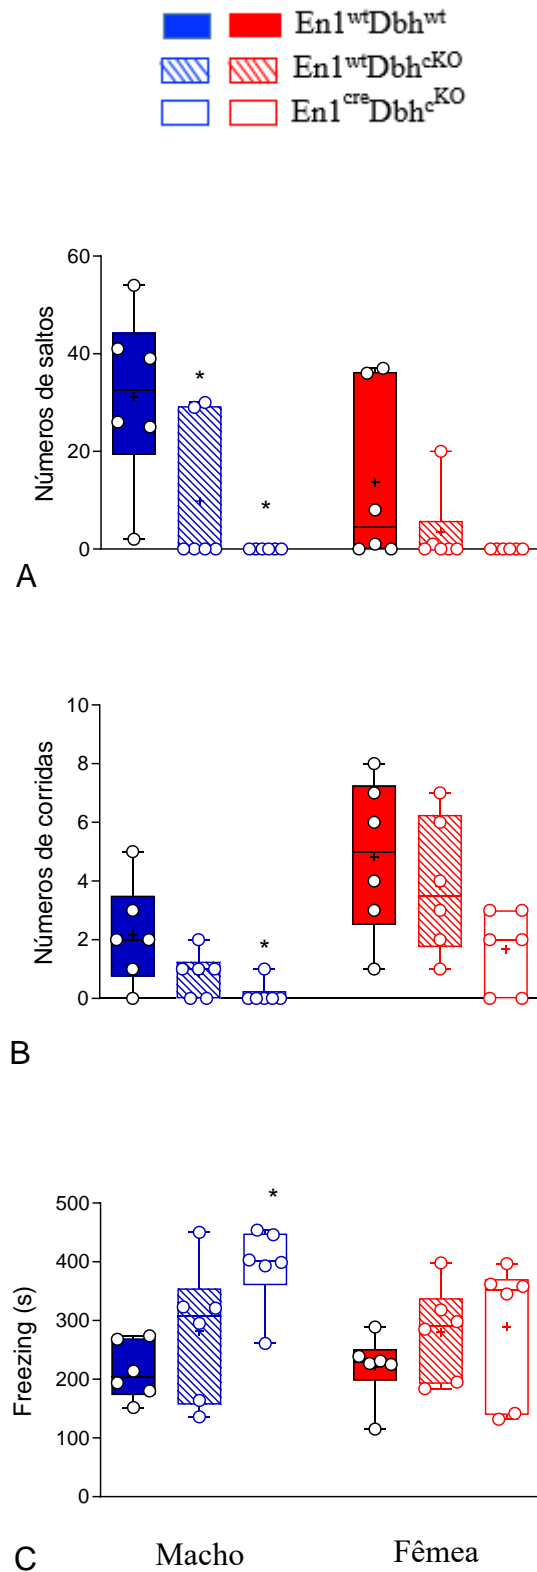 En1wtDbhwt
En1wtDbhcKO
En1creDbhcKO
60
40
20
0
Números de saltos
*
*
A
10
8
6
4
2
0
Números de corridas
*
B
500
400
300
200
100
0
Freezing (s)
*
C
Macho
Fêmea